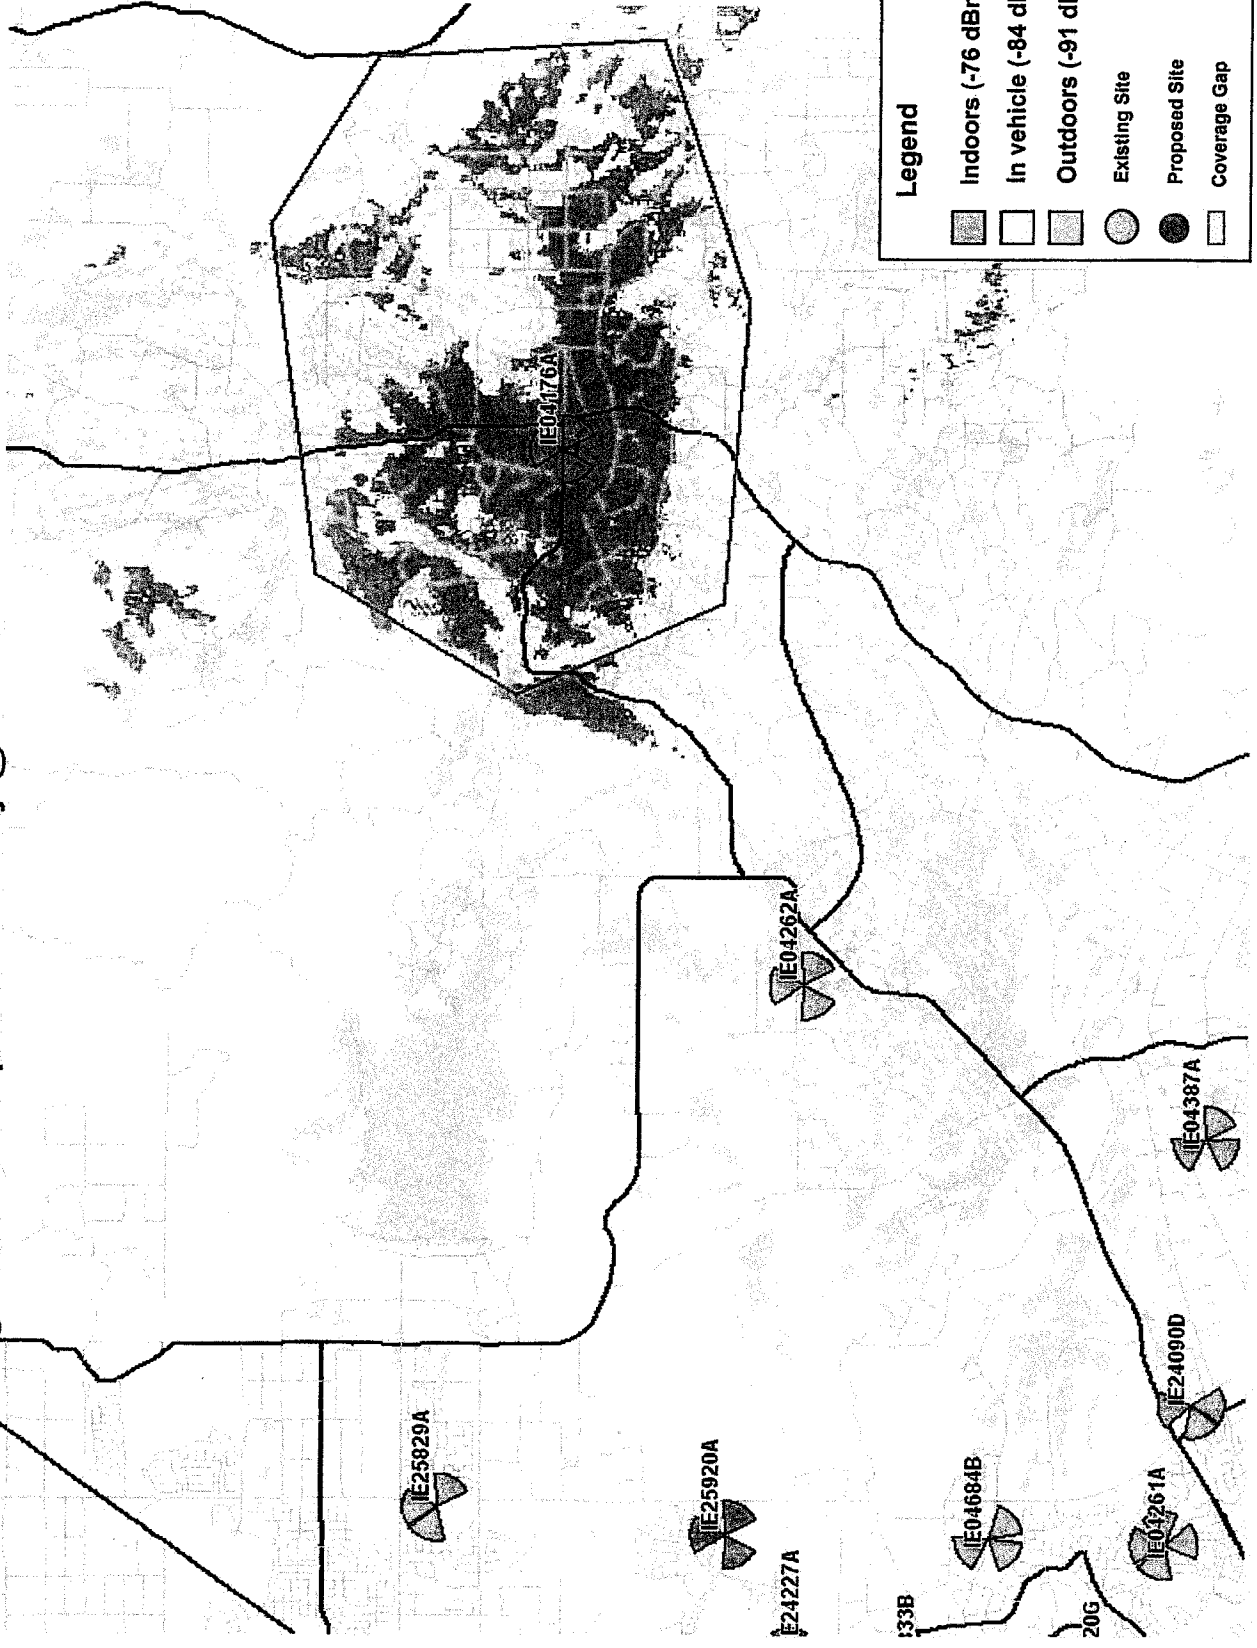 IE04176A
IE04262A
IE04387A
IE24090D
IE25829A
IE25920A
E24227A
IE04684B
IE04261A
33B
20G
Legend
Indoors (-76 dBm
In vehicle (-84 d
Outdoors (-91 d
Existing Site
Proposed Site
Coverage Gap